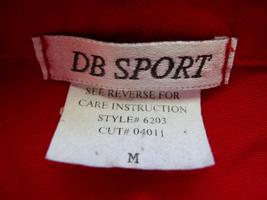 DB SPORT
SEE REVERSE FOR
CARE INSTRUCTION
STYLE# 6203
CUT# 04011
M